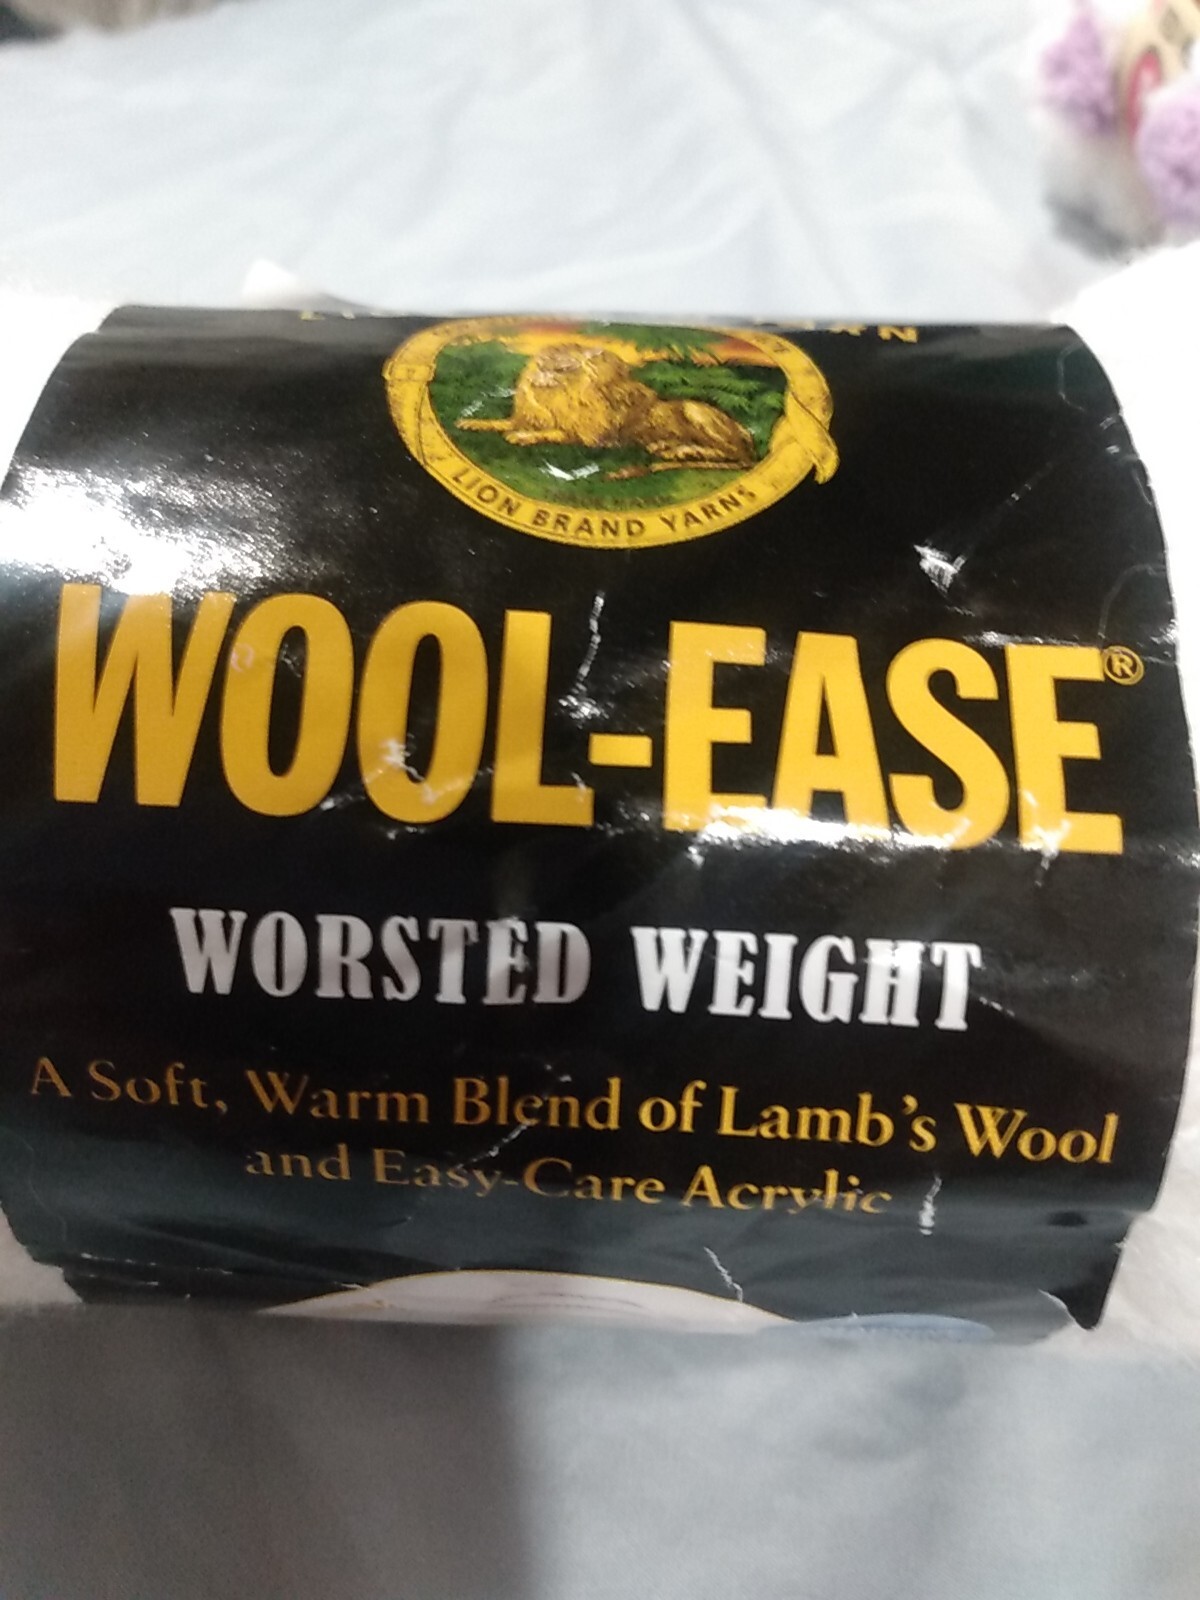 LION BRAND YARNS
WOOL-EASE®
WORSTED WEIGHT
A Soft, Warm Blend of Lamb's Wool
and Easy-Care Acrylic